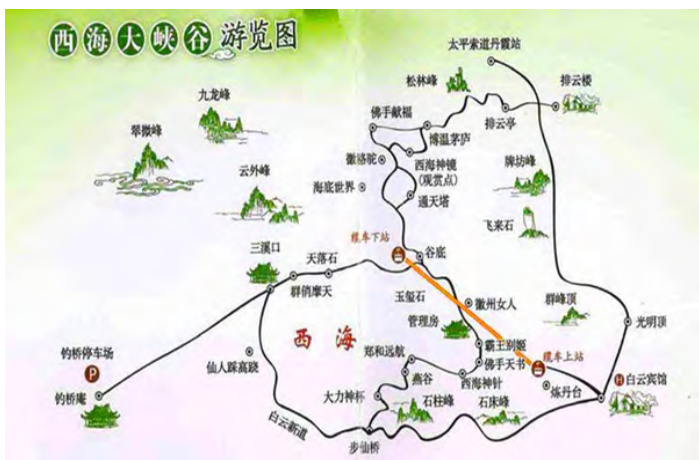 西海大峡谷游览图
太平索道丹霞站
松林峰
排云楼
九龙峰
佛手献福
排云亭
翠微峰
博温茅庐
徽骆驼
西海神镜
(观赏点)
牌坊峰
云外峰
海底世界
通天塔
飞来石
缆车下站
谷底
三溪口
天落石
群销摩天
玉玺石
徽州女人
群峰顶
管理房
光明顶
西海
钓桥停车场
P
仙人踩高跷
郑和远航
霸王别姬
佛手天书
缆车上站
燕谷
西海神针
H白云宾馆
钓桥庵
大力神杯
石柱峰
石床峰
炼丹台
白云新道
步仙桥